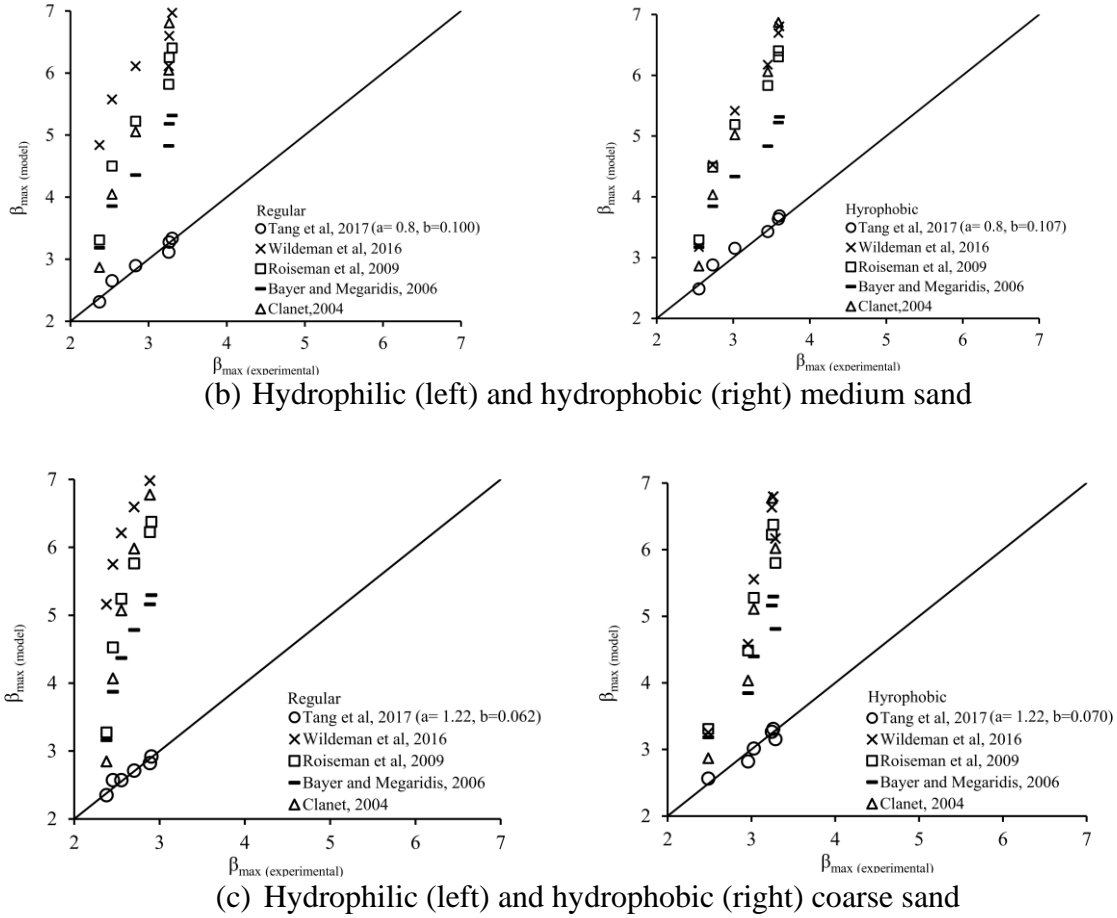 7
6
5
4
3
2
β_max (model)
Regular
Tang et al, 2017 (a= 0.8, b=0.100)
Wildeman et al, 2016
Roiseman et al, 2009
Bayer and Megaridis, 2006
Clanet,2004
2 3 4 5 6 7
β_max (experimental)
7
6
5
4
3
2
β_max (model)
Hyrophobic
Tang et al, 2017 (a= 0.8, b=0.107)
Wildeman et al, 2016
Roiseman et al, 2009
Bayer and Megaridis, 2006
Clanet,2004
2 3 4 5 6 7
β_max (experimental)
(b) Hydrophilic (left) and hydrophobic (right) medium sand
7
6
5
4
3
2
β_max (model)
Regular
Tang et al, 2017 (a= 1.22, b=0.062)
Wildeman et al, 2016
Roiseman et al, 2009
Bayer and Megaridis, 2006
Clanet, 2004
2 3 4 5 6 7
β_max (experimental)
7
6
5
4
3
2
β_max (model)
Hyrophobic
Tang et al, 2017 (a= 1.22, b=0.070)
Wildeman et al, 2016
Roiseman et al, 2009
Bayer and Megaridis, 2006
Clanet, 2004
2 3 4 5 6 7
β_max (experimental)
(c) Hydrophilic (left) and hydrophobic (right) coarse sand